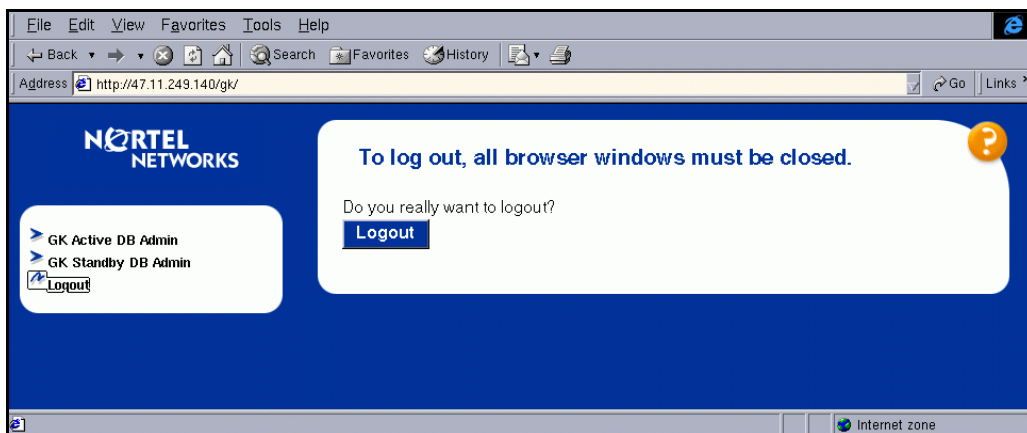 File Edit View Favorites Tools Help
Back Search Favorites History
Address http://47.11.249.140/gk/ Go Links
NORTEL
NETWORKS
To log out, all browser windows must be closed.
Do you really want to logout?
Logout
GK Active DB Admin
GK Standby DB Admin
Logout
Internet zone